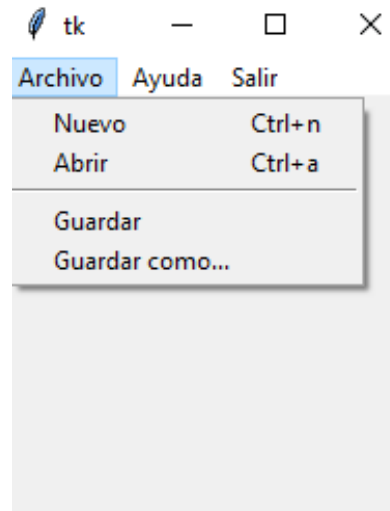 tk
Archivo Ayuda Salir
Nuevo Ctrl+n
Abrir Ctrl+a
Guardar
Guardar como...